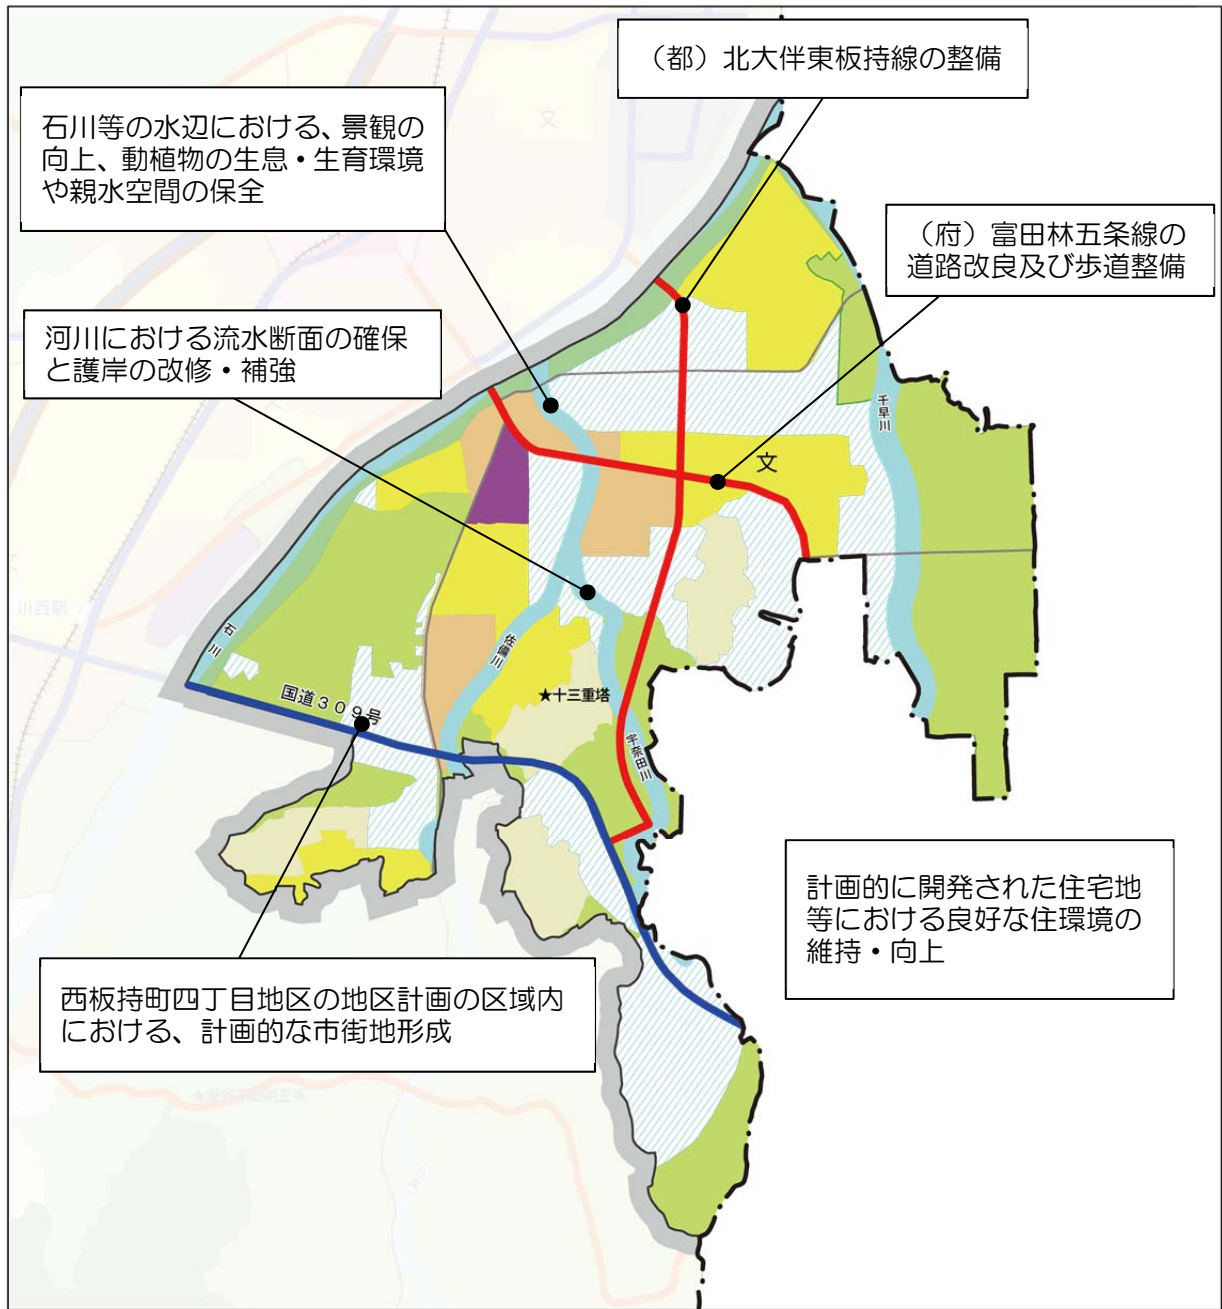 （都）北大伴東板持線の整備
石川等の水辺における、景観の
向上、動植物の生息・生育環境
や親水空間の保全
文
（府）富田林五条線の
道路改良及び歩道整備
河川における流水断面の確保
と護岸の改修・補強
千早川
文
川西駅
石川
佐備川
★十三重塔
国道３０９号
宇奈田川
計画的に開発された住宅地
等における良好な住環境の
維持・向上
西板持町四丁目地区の地区計画の区域内
における、計画的な市街地形成